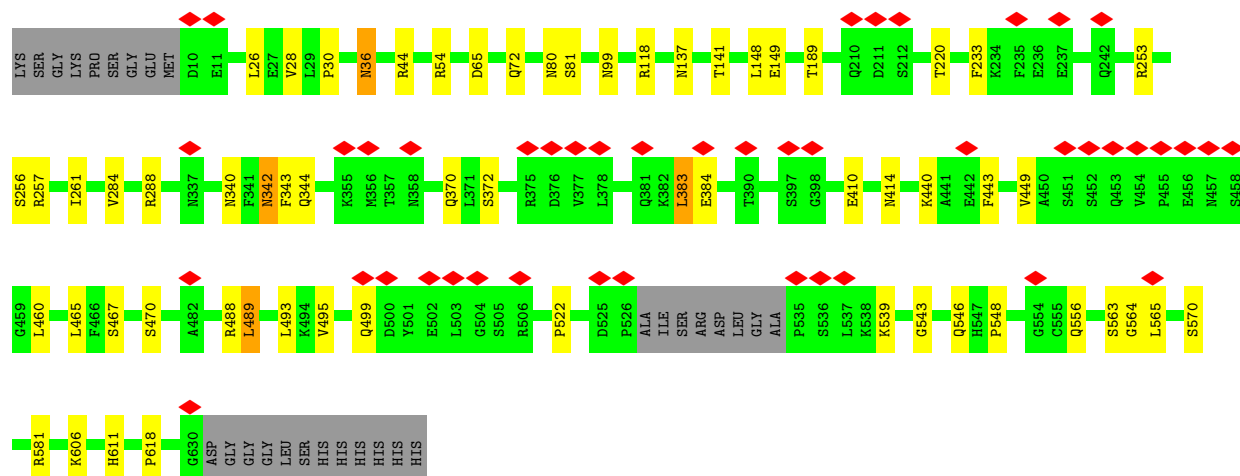 LYS SER GLY LYS PRO SER GLY GLU MET D10 E11 L26 E27 V28 L29 P30 N36 R44 R54 D65 Q72 N80 S81 N99 R118 N137 T141 L148 E149 T189 Q210 D211 S212 T220 F233 K234 F235 E236 E237 Q242 R253
S256 R257 I261 V284 R288 N337 N340 F341 N342 F343 Q344 K355 M356 T357 N358 Q370 L371 S372 R375 D376 V377 L378 Q381 K382 L383 E384 T390 S397 G398 E410 N414 K440 A441 E442 F443 V449 A450 S451 S452 Q453 V454 P455 E456 N457 S458
G459 L460 L465 F466 S467 S470 A482 R488 L489 L493 K494 V495 Q499 D500 Y501 E502 L503 G504 S505 R506 P522 D525 P526 ALA ILE SER ARG ASP LEU GLY ALA P535 S536 L537 K538 K539 G543 Q546 H547 P548 G554 C555 Q556 S563 G564 L565 S570
R581 K606 H611 P618 G630 ASP GLY GLY GLY LEU SER HIS HIS HIS HIS HIS HIS